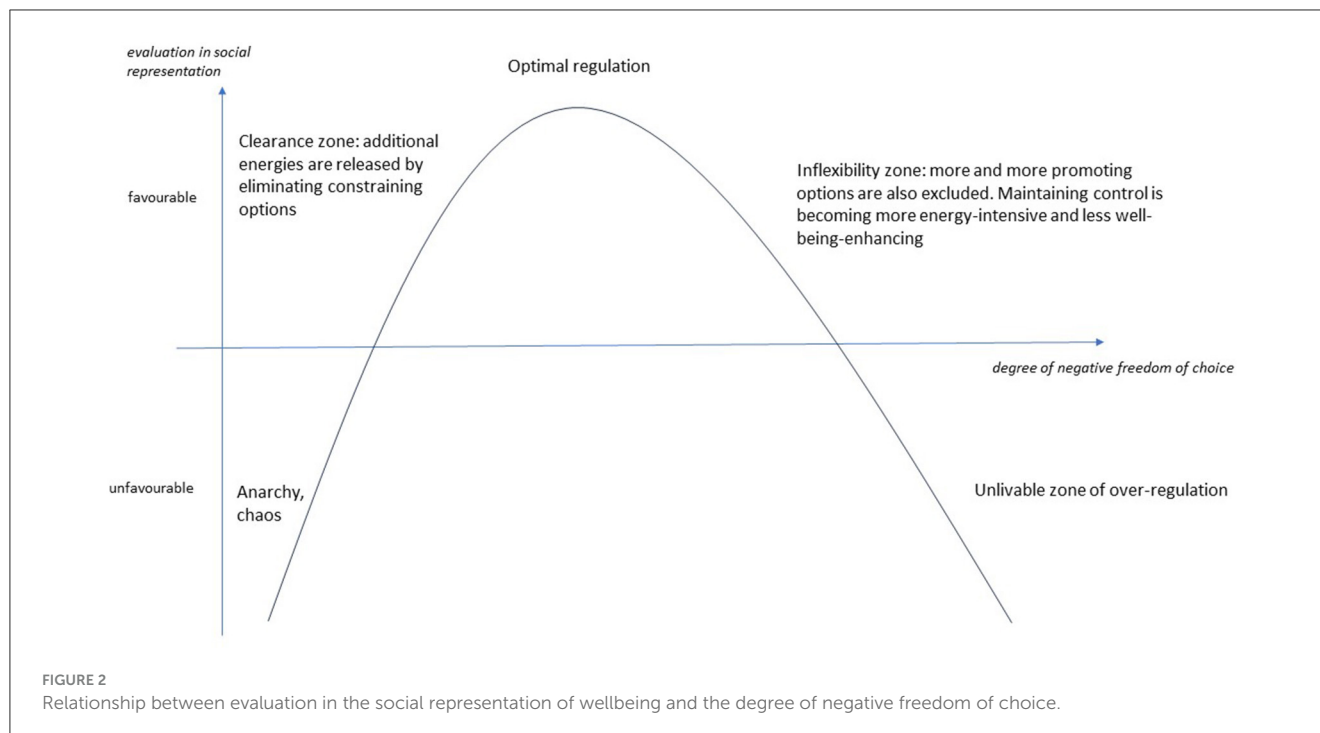 evaluation in social
representation
Optimal regulation
Clearance zone: additional
energies are released by
eliminating constraining
options
favourable
Inflexibility zone: more and more promoting
options are also excluded. Maintaining control is
becoming more energy-intensive and less well-
being-enhancing
degree of negative freedom of choice
unfavourable
Anarchy,
chaos
Unlivable zone of over-regulation
FIGURE 2
Relationship between evaluation in the social representation of wellbeing and the degree of negative freedom of choice.